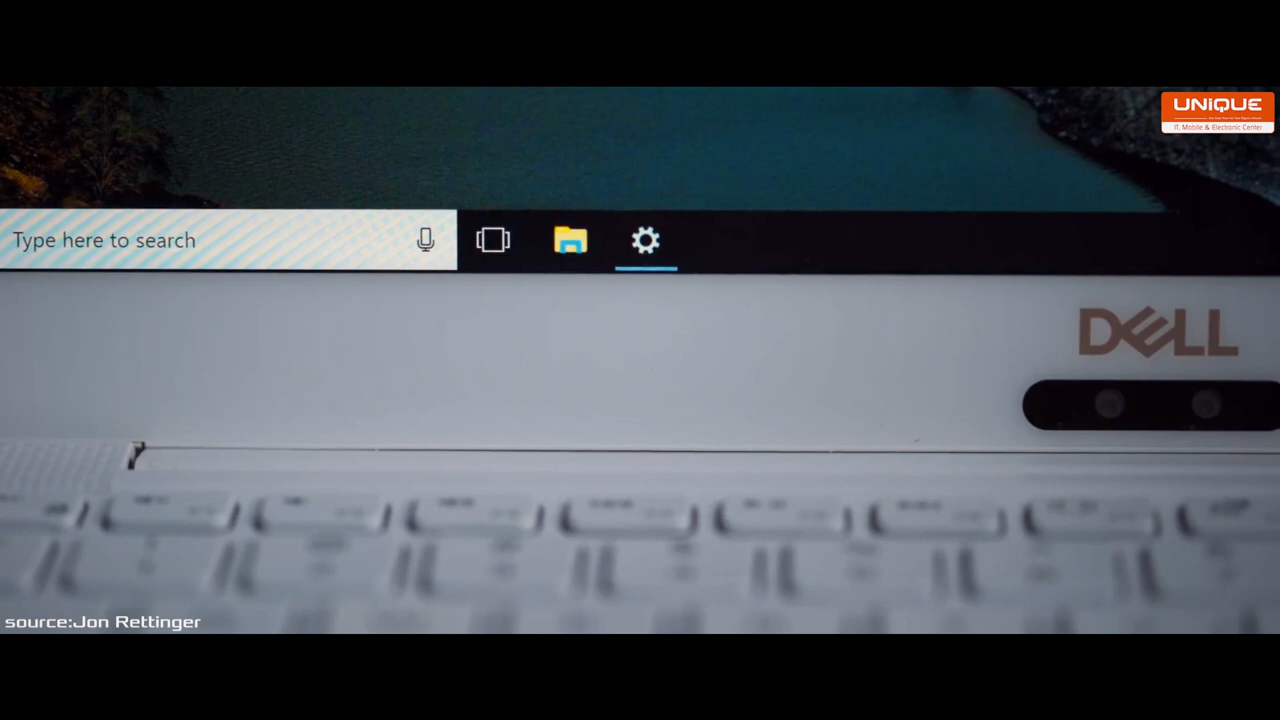 UNIQUE
IT, Mobile & Electronic Center
Type here to search
DELL
source:Jon Rettinger